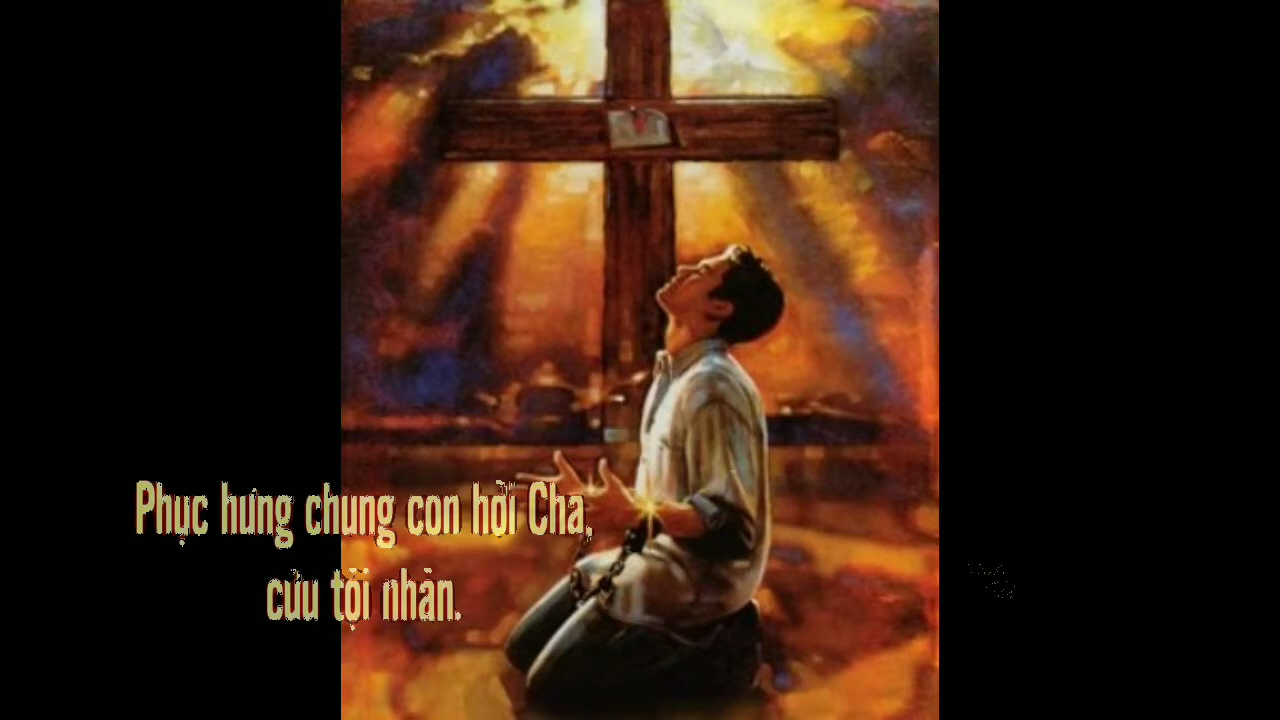 Phục hưng chung con hỡi Cha,
cứu tội nhân.